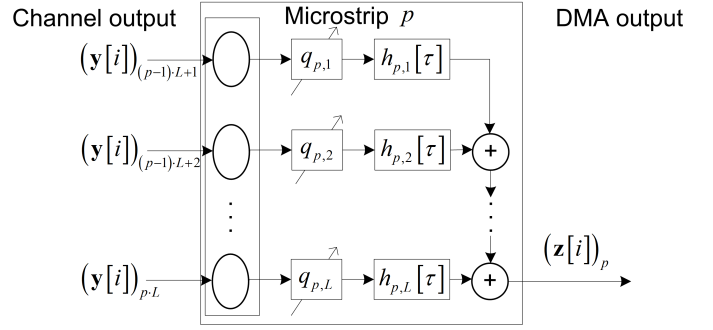 Channel output Microstrip p DMA output
(y[i])_{(p−1)·L+1} q_{p,1} h_{p,1}[τ]
(y[i])_{(p−1)·L+2} q_{p,2} h_{p,2}[τ] +
(z[i])_p
(y[i])_{p·L} q_{p,L} h_{p,L}[τ] +